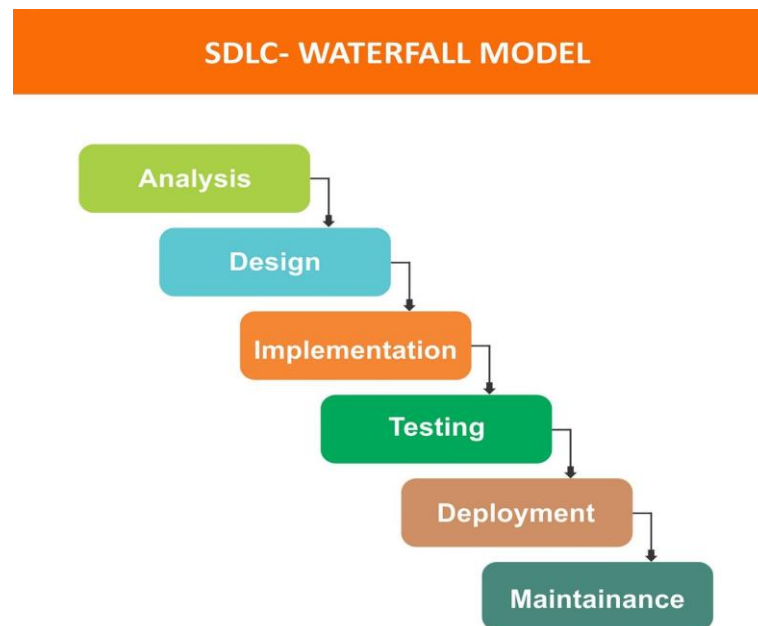 SDLC- WATERFALL MODEL
Analysis
Design
Implementation
Testing
Deployment
Maintainance